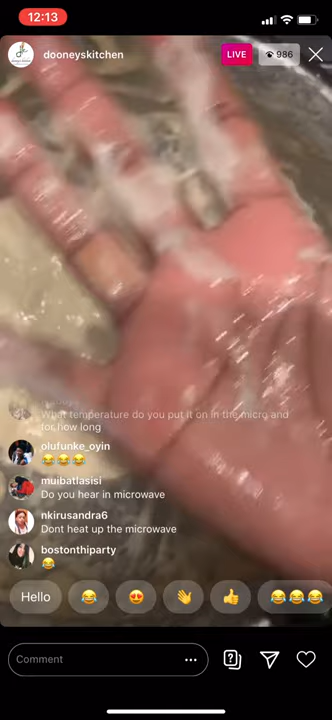 12:13
dooneyskitchen
LIVE
986
What temperature do you put it on in the micro and
for how long
olufunke_oyin
😂😂😂
muibatlasisi
Do you hear in microwave
nkirusandra6
Dont heat up the microwave
bostonthiparty
😂
Hello 😂 😍 👋 👍 😂😂😂
Comment